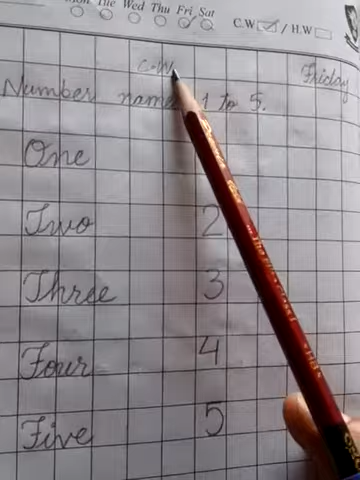 Tue Wed Thu Fri Sat
C.W / H.W
C.W
Friday
Number name 1 to 5.
One
Two 2
Three 3
Four 4
Five 5